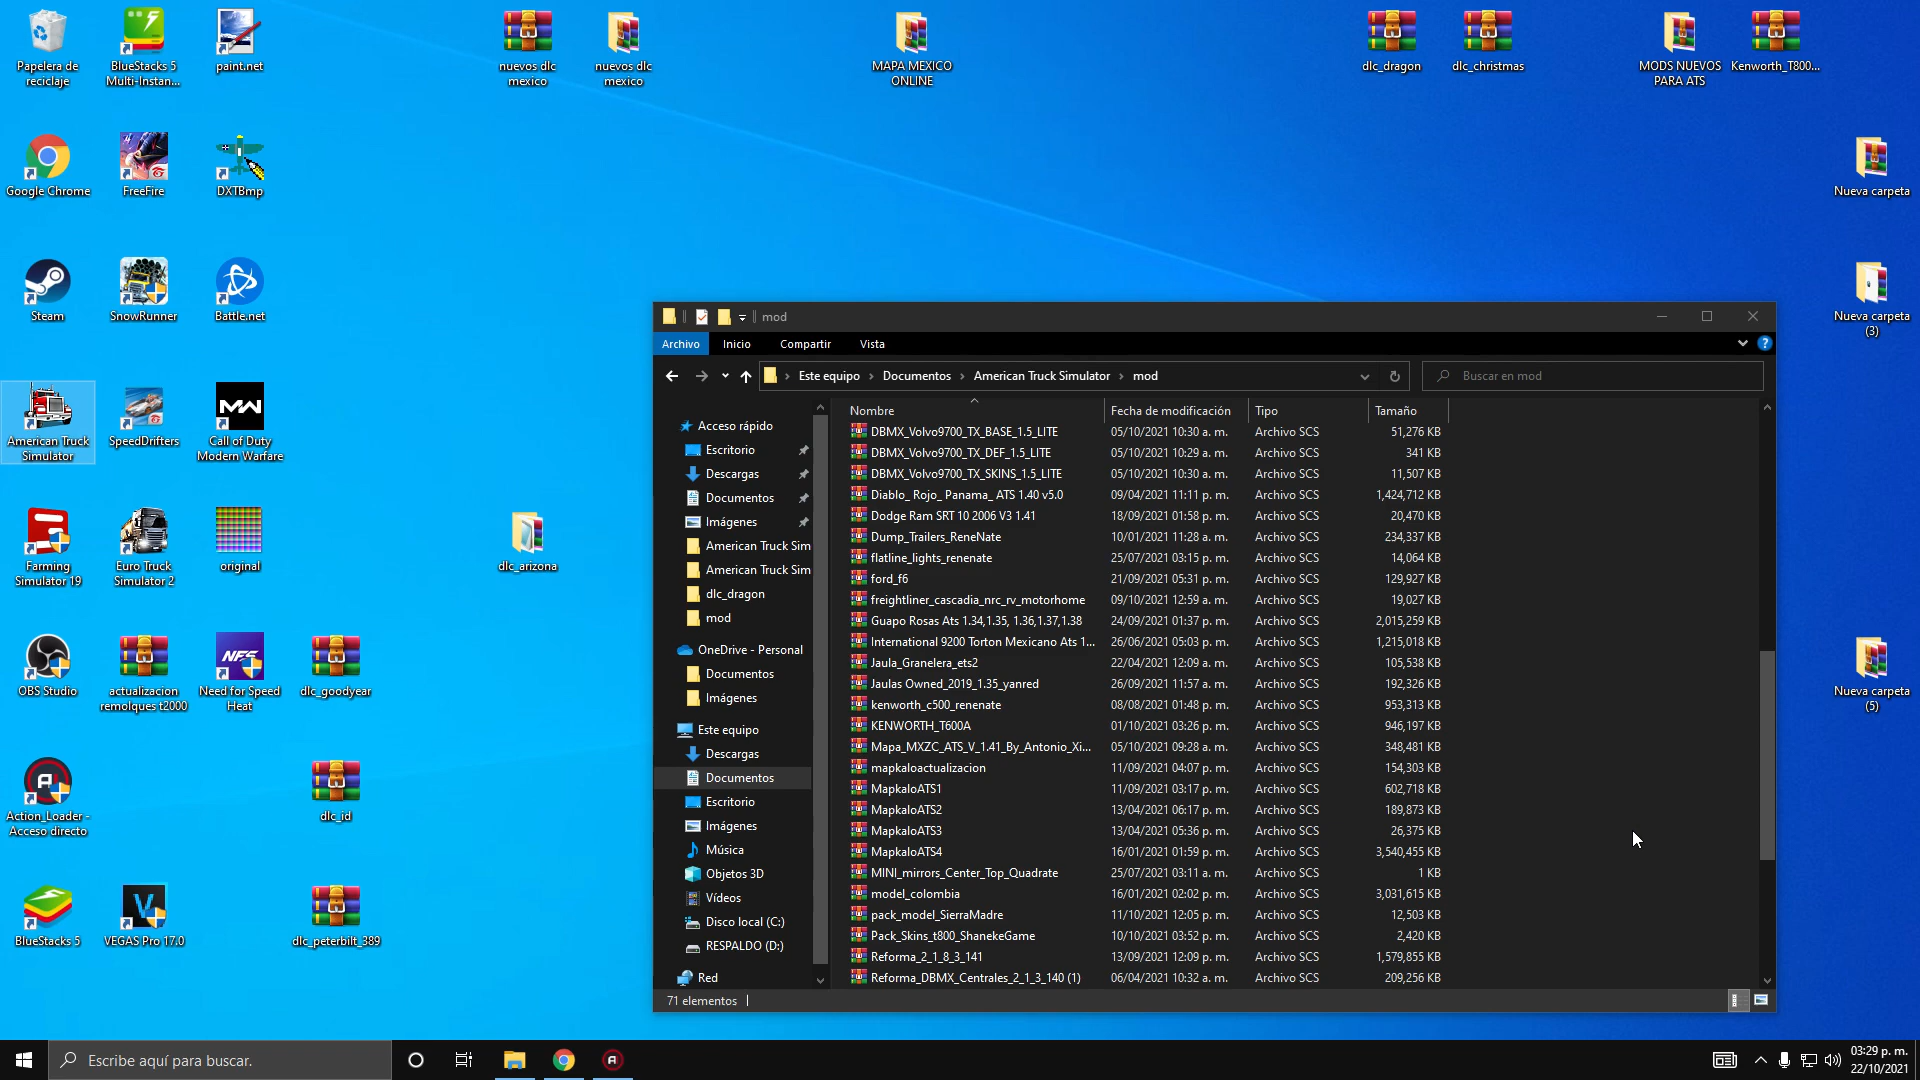 Papelera de
reciclaje
BlueStacks 5
Multi-Instan...
paint.net
nuevos dlc
mexico
nuevos dlc
mexico
MAPA MEXICO
ONLINE
dlc_dragon
dlc_christmas
MODS NUEVOS
PARA ATS
Kenworth_T800...
Google Chrome
FreeFire
DXTBmp
Nueva carpeta
Steam
SnowRunner
Battle.net
Nueva carpeta
(3)
American Truck
Simulator
SpeedDrifters
Call of Duty
Modern Warfare
Farming
Simulator 19
Euro Truck
Simulator 2
original
dlc_arizona
OBS Studio
actualizacion
remolques t2000
Need for Speed
Heat
dlc_goodyear
Nueva carpeta
(5)
Action_Loader -
Acceso directo
dlc_id
BlueStacks 5
VEGAS Pro 17.0
dlc_peterbilt_389
mod
Archivo Inicio Compartir Vista
Este equipo › Documentos › American Truck Simulator › mod
Buscar en mod
Acceso rápido
Escritorio
Descargas
Documentos
Imágenes
American Truck Sim
American Truck Sim
dlc_dragon
mod
OneDrive - Personal
Documentos
Imágenes
Este equipo
Descargas
Documentos
Escritorio
Imágenes
Música
Objetos 3D
Vídeos
Disco local (C:)
RESPALDO (D:)
Red
Nombre Fecha de modificación Tipo Tamaño
DBMX_Volvo9700_TX_BASE_1.5_LITE 05/10/2021 10:30 a. m. Archivo SCS 51,276 KB
DBMX_Volvo9700_TX_DEF_1.5_LITE 05/10/2021 10:29 a. m. Archivo SCS 341 KB
DBMX_Volvo9700_TX_SKINS_1.5_LITE 05/10/2021 10:30 a. m. Archivo SCS 11,507 KB
Diablo_ Rojo_ Panama_ ATS 1.40 v5.0 09/04/2021 11:11 p. m. Archivo SCS 1,424,712 KB
Dodge Ram SRT 10 2006 V3 1.41 18/09/2021 01:58 p. m. Archivo SCS 20,470 KB
Dump_Trailers_ReneNate 10/01/2021 11:28 a. m. Archivo SCS 234,337 KB
flatline_lights_renenate 25/07/2021 03:15 p. m. Archivo SCS 14,064 KB
ford_f6 21/09/2021 05:31 p. m. Archivo SCS 129,927 KB
freightliner_cascadia_nrc_rv_motorhome 09/10/2021 12:59 a. m. Archivo SCS 19,027 KB
Guapo Rosas Ats 1.34,1.35, 1.36,1.37,1.38 24/09/2021 01:37 p. m. Archivo SCS 2,015,259 KB
International 9200 Torton Mexicano Ats 1... 26/06/2021 05:03 p. m. Archivo SCS 1,215,018 KB
Jaula_Granelera_ets2 22/04/2021 12:09 a. m. Archivo SCS 105,538 KB
Jaulas Owned_2019_1.35_yanred 26/09/2021 11:57 a. m. Archivo SCS 192,326 KB
kenworth_c500_renenate 08/08/2021 01:48 p. m. Archivo SCS 953,313 KB
KENWORTH_T600A 01/10/2021 03:26 p. m. Archivo SCS 946,197 KB
Mapa_MXZC_ATS_V_1.41_By_Antonio_Xi... 05/10/2021 09:28 a. m. Archivo SCS 348,481 KB
mapkaloactualizacion 11/09/2021 04:07 p. m. Archivo SCS 154,303 KB
MapkaloATS1 11/09/2021 03:17 p. m. Archivo SCS 602,718 KB
MapkaloATS2 13/04/2021 06:17 p. m. Archivo SCS 189,873 KB
MapkaloATS3 13/04/2021 05:36 p. m. Archivo SCS 26,375 KB
MapkaloATS4 16/01/2021 01:59 p. m. Archivo SCS 3,540,455 KB
MINI_mirrors_Center_Top_Quadrate 25/07/2021 03:11 a. m. Archivo SCS 1 KB
model_colombia 16/01/2021 02:02 p. m. Archivo SCS 3,031,615 KB
pack_model_SierraMadre 11/10/2021 12:05 p. m. Archivo SCS 12,503 KB
Pack_Skins_t800_ShanekeGame 10/10/2021 03:52 p. m. Archivo SCS 2,420 KB
Reforma_2_1_8_3_141 13/09/2021 12:09 p. m. Archivo SCS 1,579,855 KB
Reforma_DBMX_Centrales_2_1_3_140 (1) 06/04/2021 10:32 a. m. Archivo SCS 209,256 KB
71 elementos
Escribe aquí para buscar.
03:29 p. m.
22/10/2021